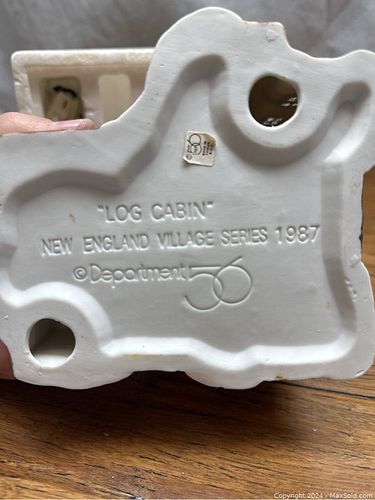 "LOG CABIN"
NEW ENGLAND VILLAGE SERIES 1987
© Department 56
Copyright 2024 - MaxSold.com